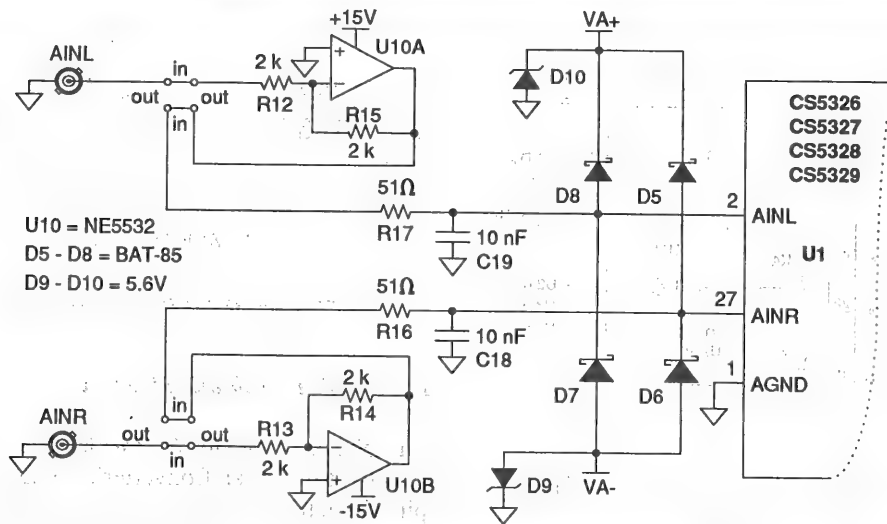 +15V
AINL
U10A
in
out
out
in
2 k
R12
R15
2 k
VA+
D10
CS5326
CS5327
CS5328
CS5329
51Ω
R17
D8
D5
2
AINL
U10 = NE5532
D5 - D8 = BAT-85
D9 - D10 = 5.6V
10 nF
C19
U1
51Ω
R16
27
AINR
10 nF
C18
1
AGND
in
2 k
R14
D7
D6
AINR
out
out
in
R13
2 k
U10B
-15V
D9
VA-